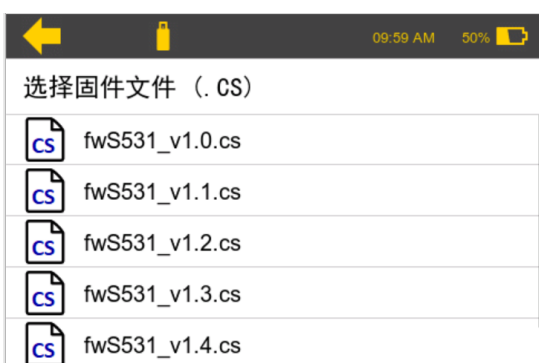 09:59 AM 50%
选择固件文件 (.CS)
CS fwS531_v1.0.cs
CS fwS531_v1.1.cs
CS fwS531_v1.2.cs
CS fwS531_v1.3.cs
CS fwS531_v1.4.cs